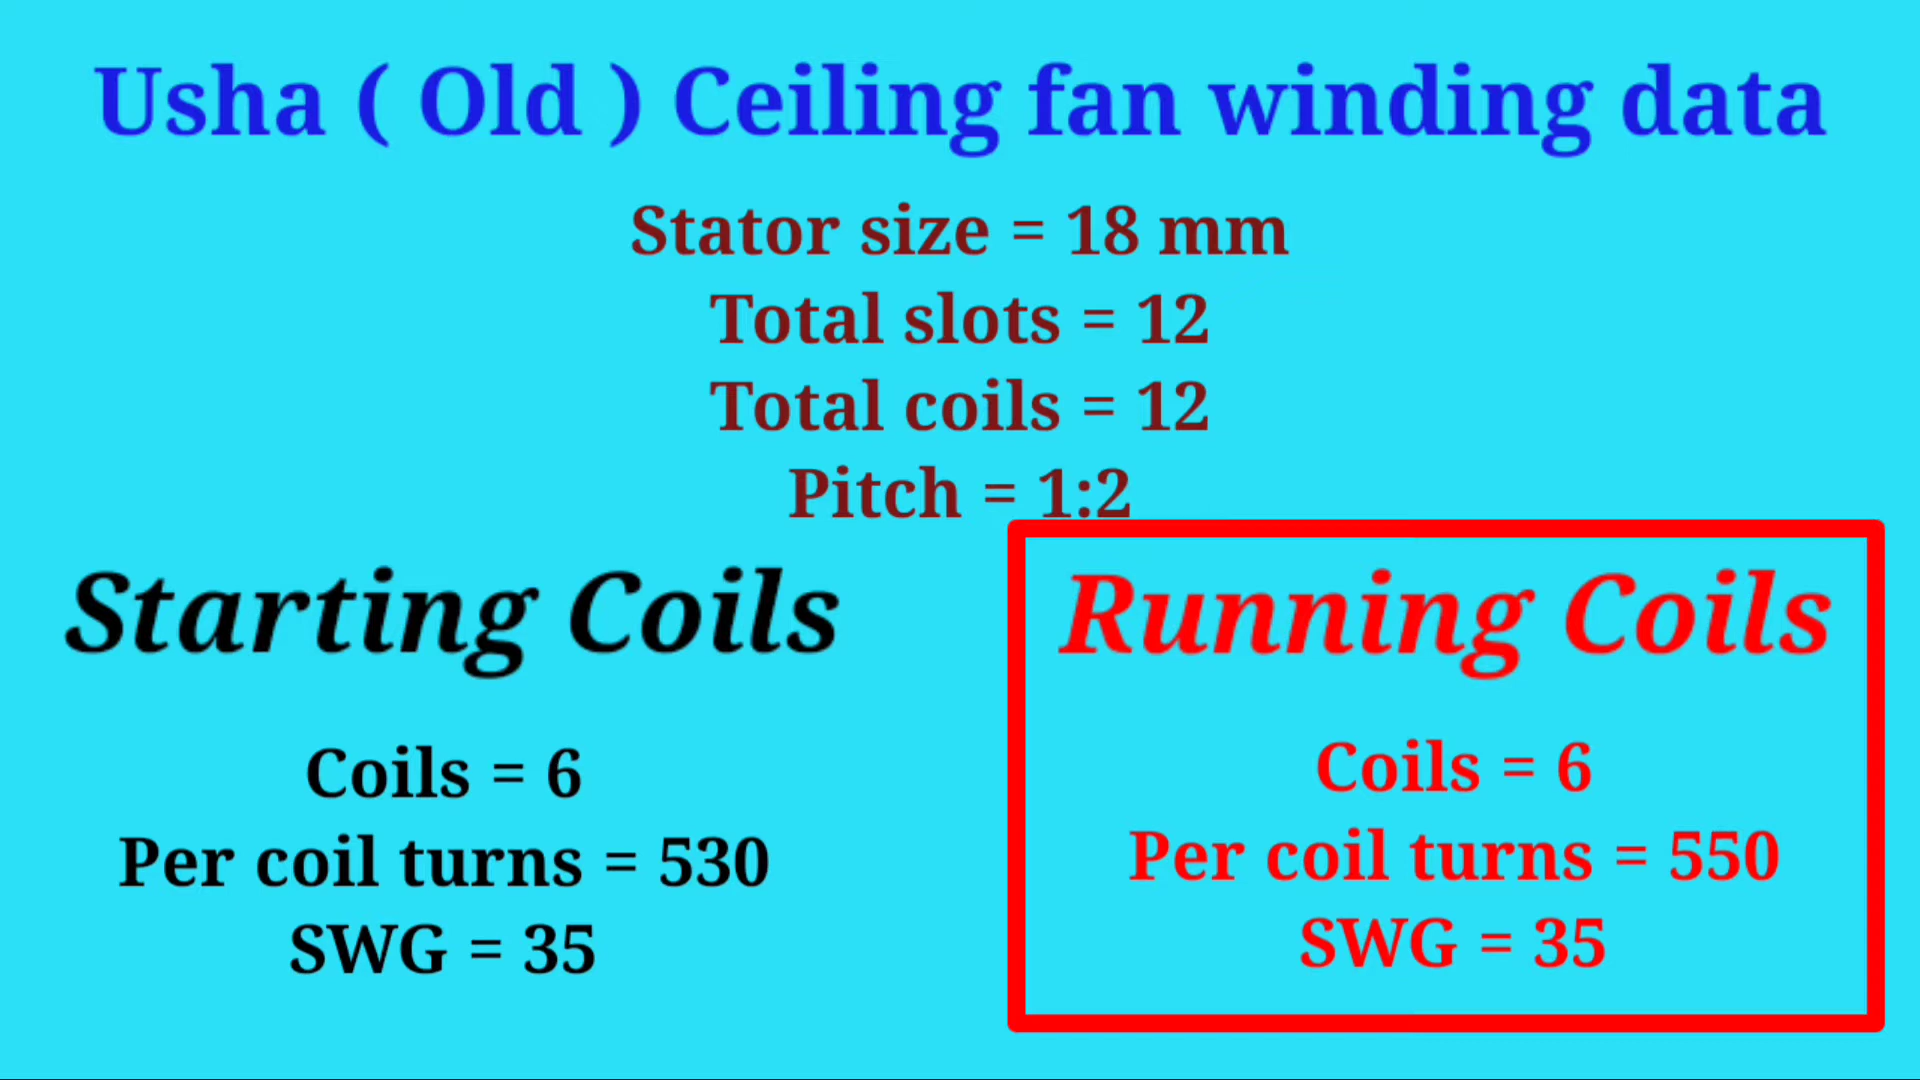 Usha ( Old ) Ceiling fan winding data
Stator size = 18 mm
Total slots = 12
Total coils = 12
Pitch = 1:2
Starting Coils
Coils = 6
Per coil turns = 530
SWG = 35
Running Coils
Coils = 6
Per coil turns = 550
SWG = 35